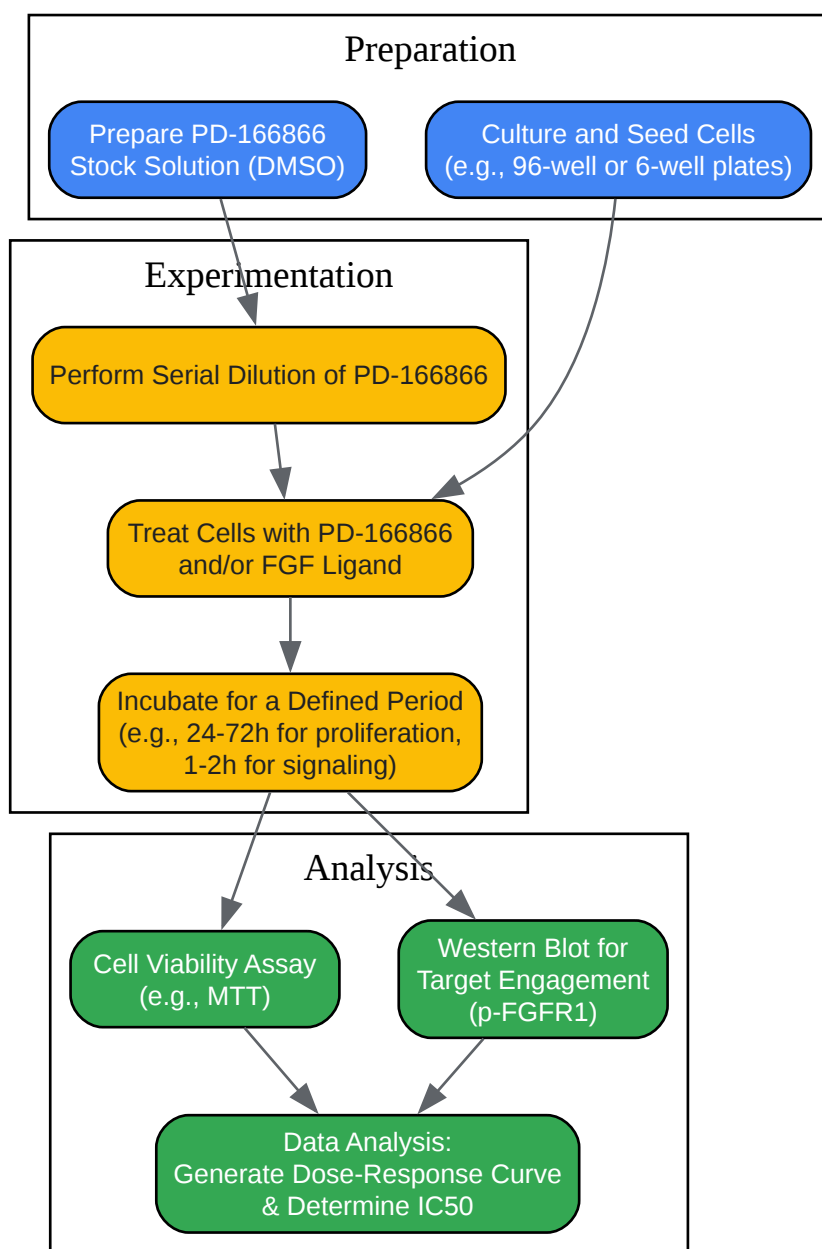 Preparation
Prepare PD-166866
Stock Solution (DMSO)
Culture and Seed Cells
(e.g., 96-well or 6-well plates)
Experimentation
Perform Serial Dilution of PD-166866
Treat Cells with PD-166866
and/or FGF Ligand
Incubate for a Defined Period
(e.g., 24-72h for proliferation,
1-2h for signaling)
Analysis
Cell Viability Assay
(e.g., MTT)
Western Blot for
Target Engagement
(p-FGFR1)
Data Analysis:
Generate Dose-Response Curve
& Determine IC50